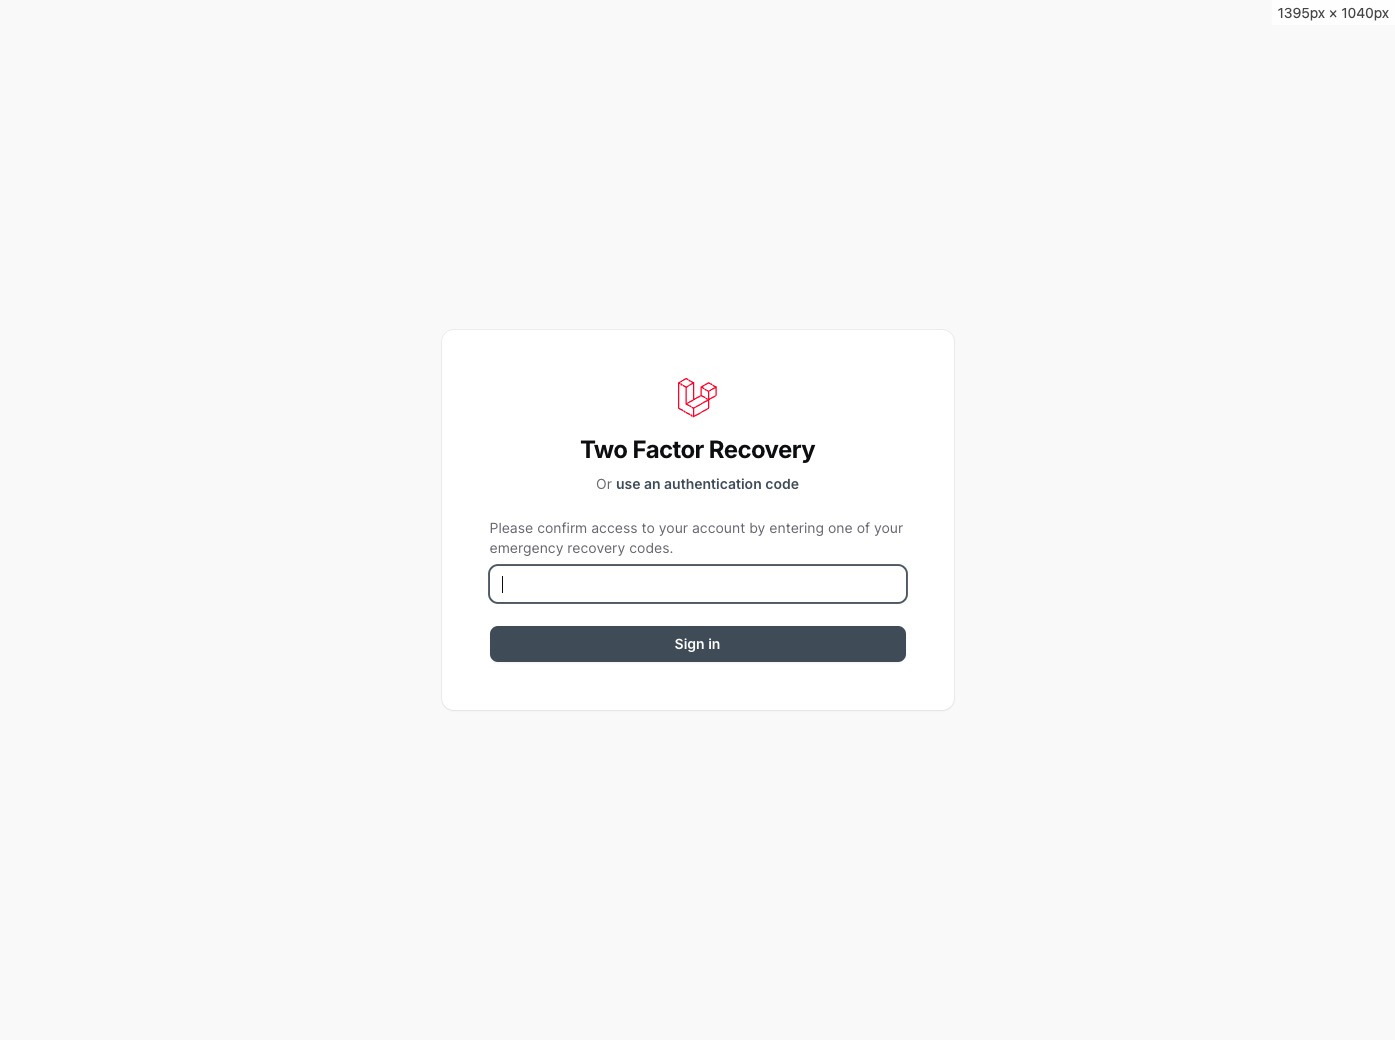 1395px × 1040px
Two Factor Recovery
Or use an authentication code
Please confirm access to your account by entering one of your
emergency recovery codes.
Sign in